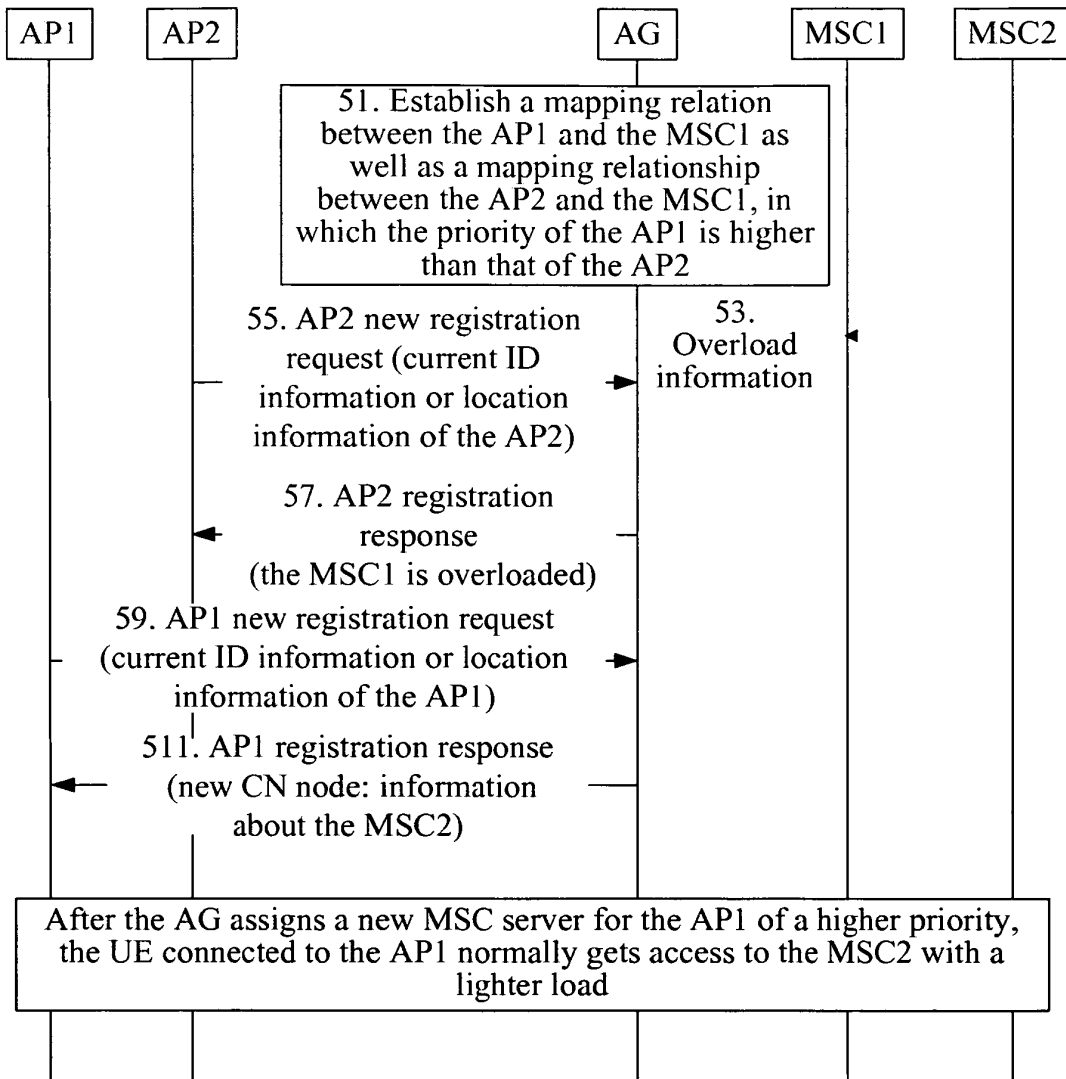 AP1 AP2 AG MSC1 MSC2
51. Establish a mapping relation
between the AP1 and the MSC1 as
well as a mapping relationship
between the AP2 and the MSC1, in
which the priority of the AP1 is higher
than that of the AP2
53.
Overload
information
55. AP2 new registration
request (current ID
information or location
information of the AP2)
57. AP2 registration
response
(the MSC1 is overloaded)
59. AP1 new registration request
(current ID information or location
information of the AP1)
511. AP1 registration response
(new CN node: information
about the MSC2)
After the AG assigns a new MSC server for the AP1 of a higher priority,
the UE connected to the AP1 normally gets access to the MSC2 with a
lighter load